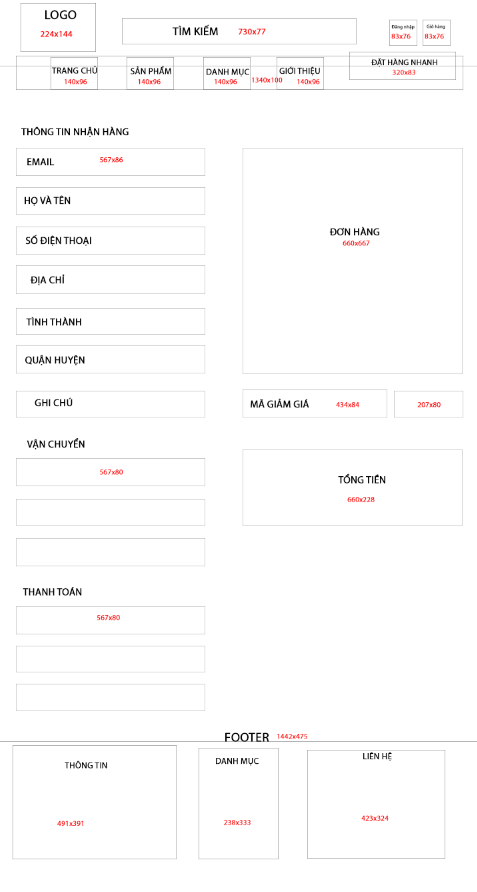 LOGO
224x144
TÌM KIẾM 730x77
Đăng nhập
83x76
Giỏ hàng
83x76
TRANG CHỦ
140x96
SẢN PHẨM
140x96
DANH MỤC
140x96
1340x100
GIỚI THIỆU
140x96
ĐẶT HÀNG NHANH
320x83
THÔNG TIN NHẬN HÀNG
EMAIL 567x86
HỌ VÀ TÊN
SỐ ĐIỆN THOẠI
ĐỊA CHỈ
TỈNH THÀNH
QUẬN HUYỆN
GHI CHÚ
ĐƠN HÀNG
660x667
MÃ GIẢM GIÁ 434x84
207x80
VẬN CHUYỂN
567x80
TỔNG TIỀN
660x228
THANH TOÁN
567x80
FOOTER 1442x475
THÔNG TIN
491x391
DANH MỤC
238x333
LIÊN HỆ
423x324